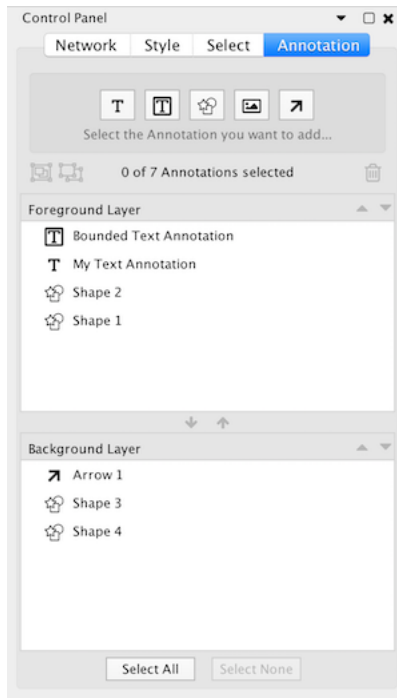 Control Panel
Network Style Select Annotation
T T
Select the Annotation you want to add...
0 of 7 Annotations selected
Foreground Layer
T Bounded Text Annotation
T My Text Annotation
Shape 2
Shape 1
Background Layer
Arrow 1
Shape 3
Shape 4
Select All Select None